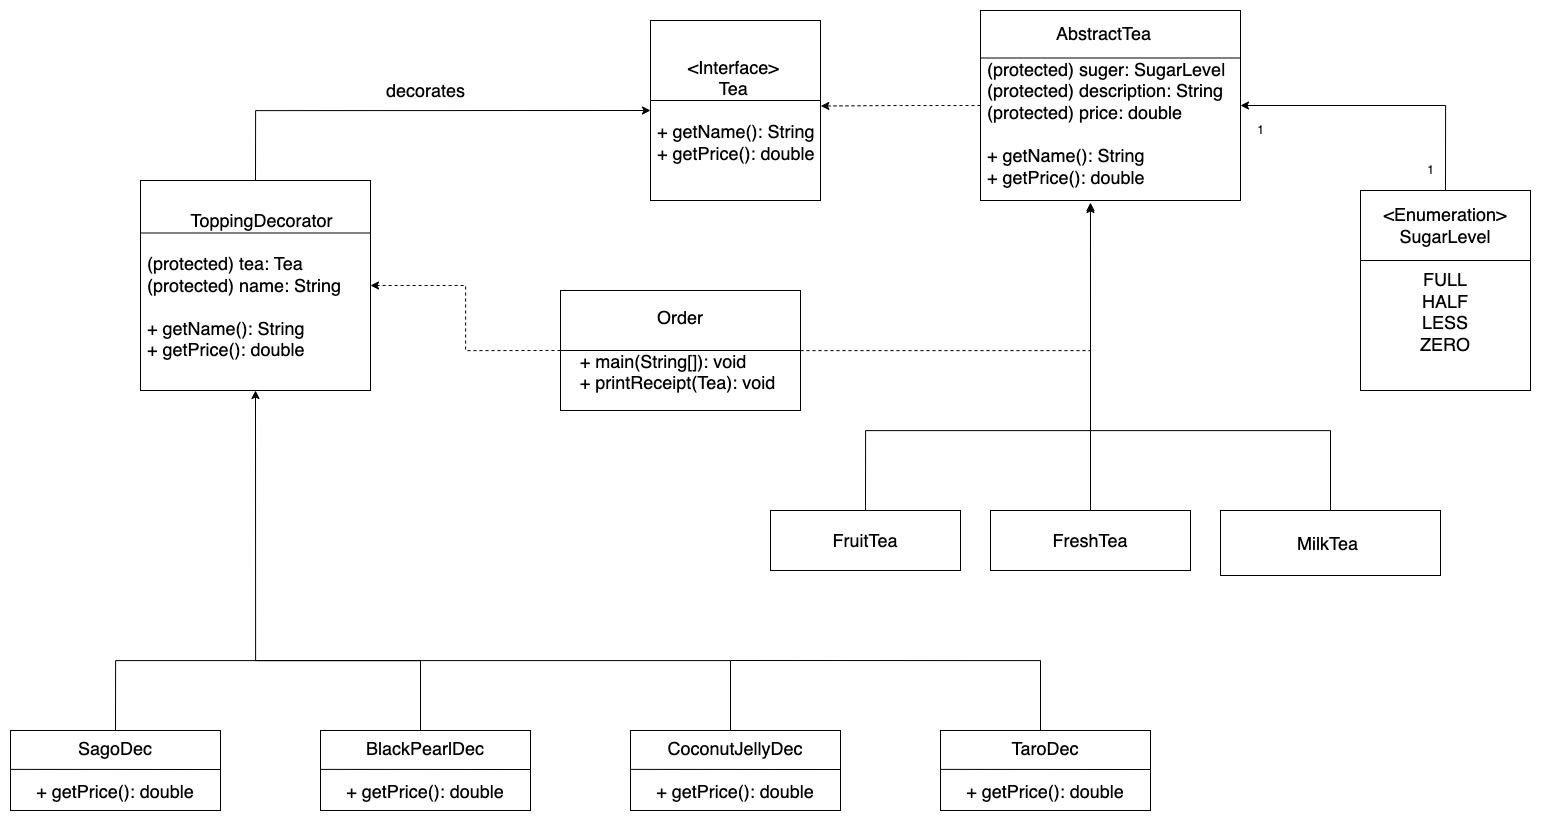 decorates
<Interface>
Tea
+ getName(): String
+ getPrice(): double
AbstractTea
(protected) suger: SugarLevel
(protected) description: String
(protected) price: double
+ getName(): String
+ getPrice(): double
1
1
<Enumeration>
SugarLevel
FULL
HALF
LESS
ZERO
ToppingDecorator
(protected) tea: Tea
(protected) name: String
+ getName(): String
+ getPrice(): double
Order
+ main(String[]): void
+ printReceipt(Tea): void
FruitTea
FreshTea
MilkTea
SagoDec
+ getPrice(): double
BlackPearlDec
+ getPrice(): double
CoconutJellyDec
+ getPrice(): double
TaroDec
+ getPrice(): double